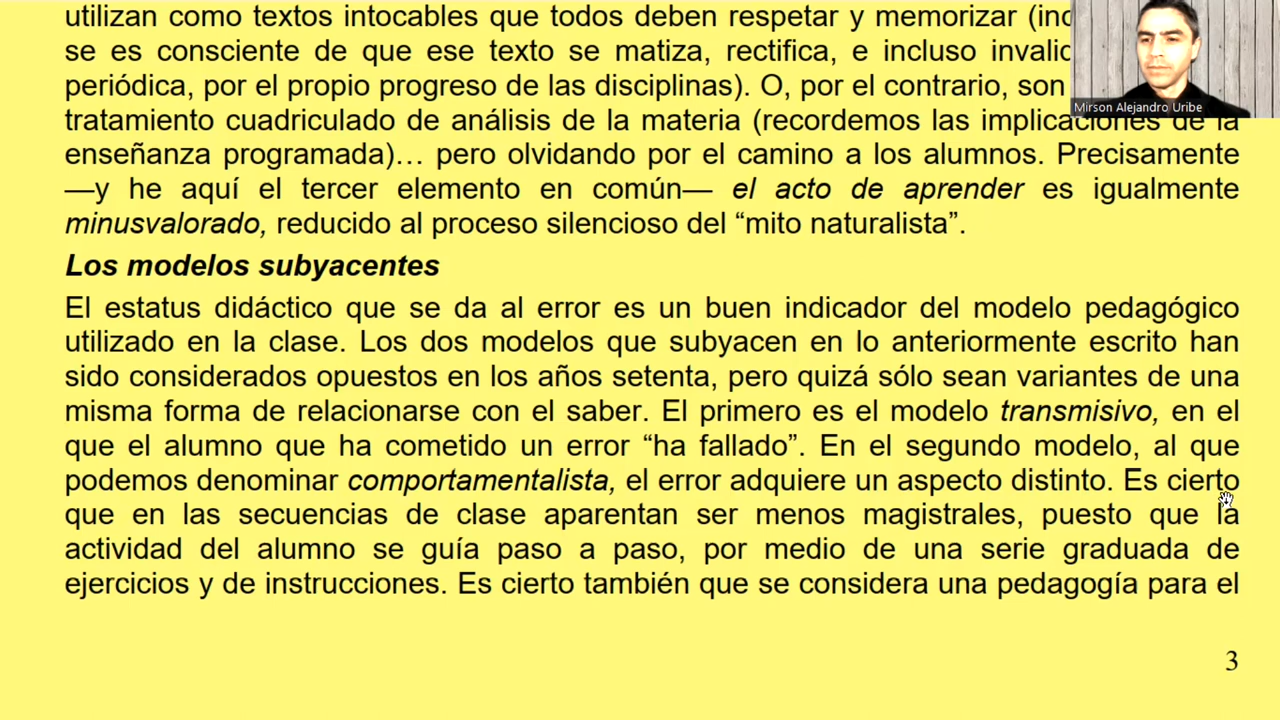 utilizan como textos intocables que todos deben respetar y memorizar
se es consciente de que ese texto se matiza, rectifica, e incluso
periódica, por el propio progreso de las disciplinas). O, por el contrario, son
Mirson Alejandro Uribe
tratamiento cuadriculado de análisis de la materia (recordemos las implicaciones de la
enseñanza programada)… pero olvidando por el camino a los alumnos. Precisamente
—y he aquí el tercer elemento en común— el acto de aprender es igualmente
minusvalorado, reducido al proceso silencioso del “mito naturalista”.
Los modelos subyacentes
El estatus didáctico que se da al error es un buen indicador del modelo pedagógico
utilizado en la clase. Los dos modelos que subyacen en lo anteriormente escrito han
sido considerados opuestos en los años setenta, pero quizá sólo sean variantes de una
misma forma de relacionarse con el saber. El primero es el modelo transmisivo, en el
que el alumno que ha cometido un error “ha fallado”. En el segundo modelo, al que
podemos denominar comportamentalista, el error adquiere un aspecto distinto. Es cierto
que en las secuencias de clase aparentan ser menos magistrales, puesto que la
actividad del alumno se guía paso a paso, por medio de una serie graduada de
ejercicios y de instrucciones. Es cierto también que se considera una pedagogía para el
3